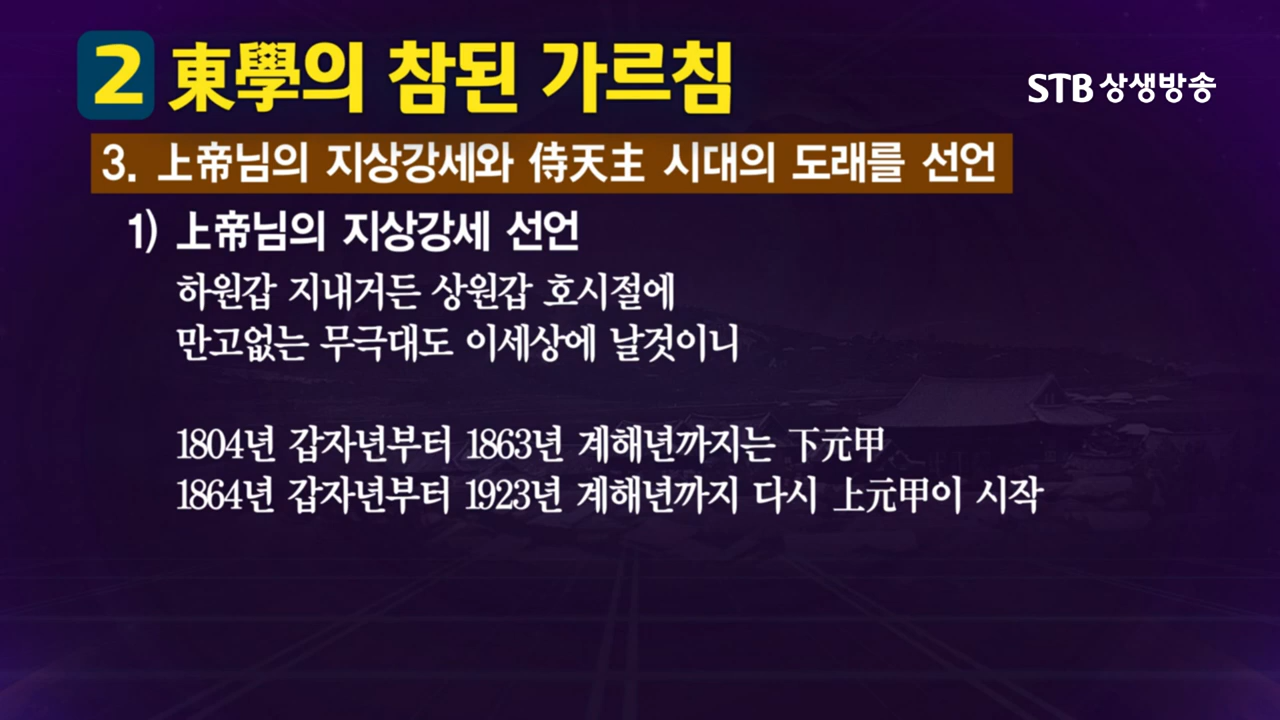 2 東學의 참된 가르침
STB 상생방송
3. 上帝님의 지상강세와 侍天主 시대의 도래를 선언
1) 上帝님의 지상강세 선언
하원갑 지내거든 상원갑 호시절에
만고없는 무극대도 이세상에 날것이니
1804년 갑자년부터 1863년 계해년까지는 下元甲
1864년 갑자년부터 1923년 계해년까지 다시 上元甲이 시작